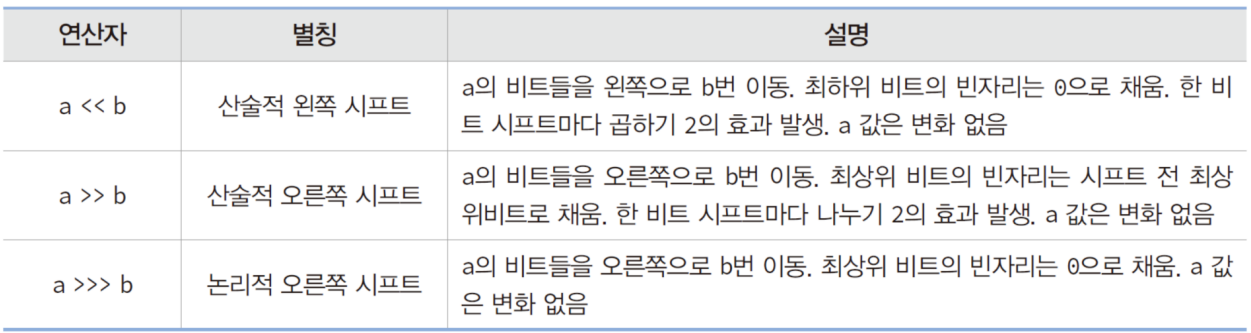 연산자 별칭 설명
a << b 산술적 왼쪽 시프트 a의 비트들을 왼쪽으로 b번 이동. 최하위 비트의 빈자리는 0으로 채움. 한 비
트 시프트마다 곱하기 2의 효과 발생. a 값은 변화 없음
a >> b 산술적 오른쪽 시프트 a의 비트들을 오른쪽으로 b번 이동. 최상위 비트의 빈자리는 시프트 전 최상
위비트로 채움. 한 비트 시프트마다 나누기 2의 효과 발생. a 값은 변화 없음
a >>> b 논리적 오른쪽 시프트 a의 비트들을 오른쪽으로 b번 이동. 최상위 비트의 빈자리는 0으로 채움. a 값
은 변화 없음